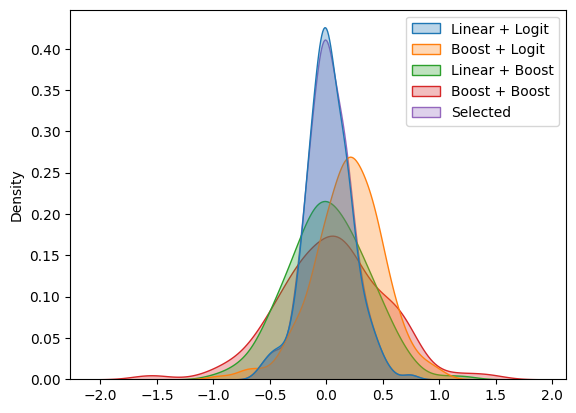 Linear + Logit
Boost + Logit
Linear + Boost
Boost + Boost
Selected
Density
0.40
0.35
0.30
0.25
0.20
0.15
0.10
0.05
0.00
−2.0 −1.5 −1.0 −0.5 0.0 0.5 1.0 1.5 2.0